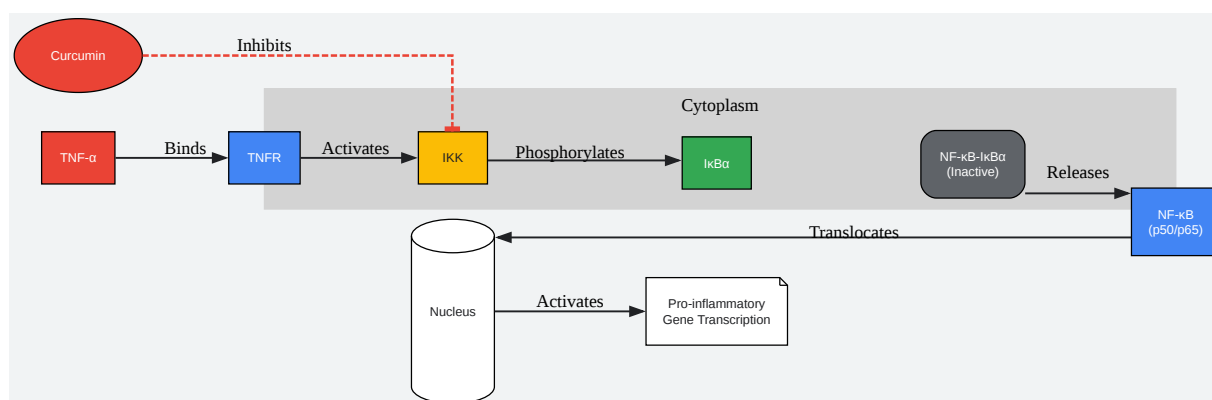 Curcumin
Inhibits
Cytoplasm
TNF-α
Binds
TNFR
Activates
IKK
Phosphorylates
IκBα
NF-κB-IκBα
(Inactive)
Releases
NF-κB
(p50/p65)
Translocates
Nucleus
Activates
Pro-inflammatory
Gene Transcription